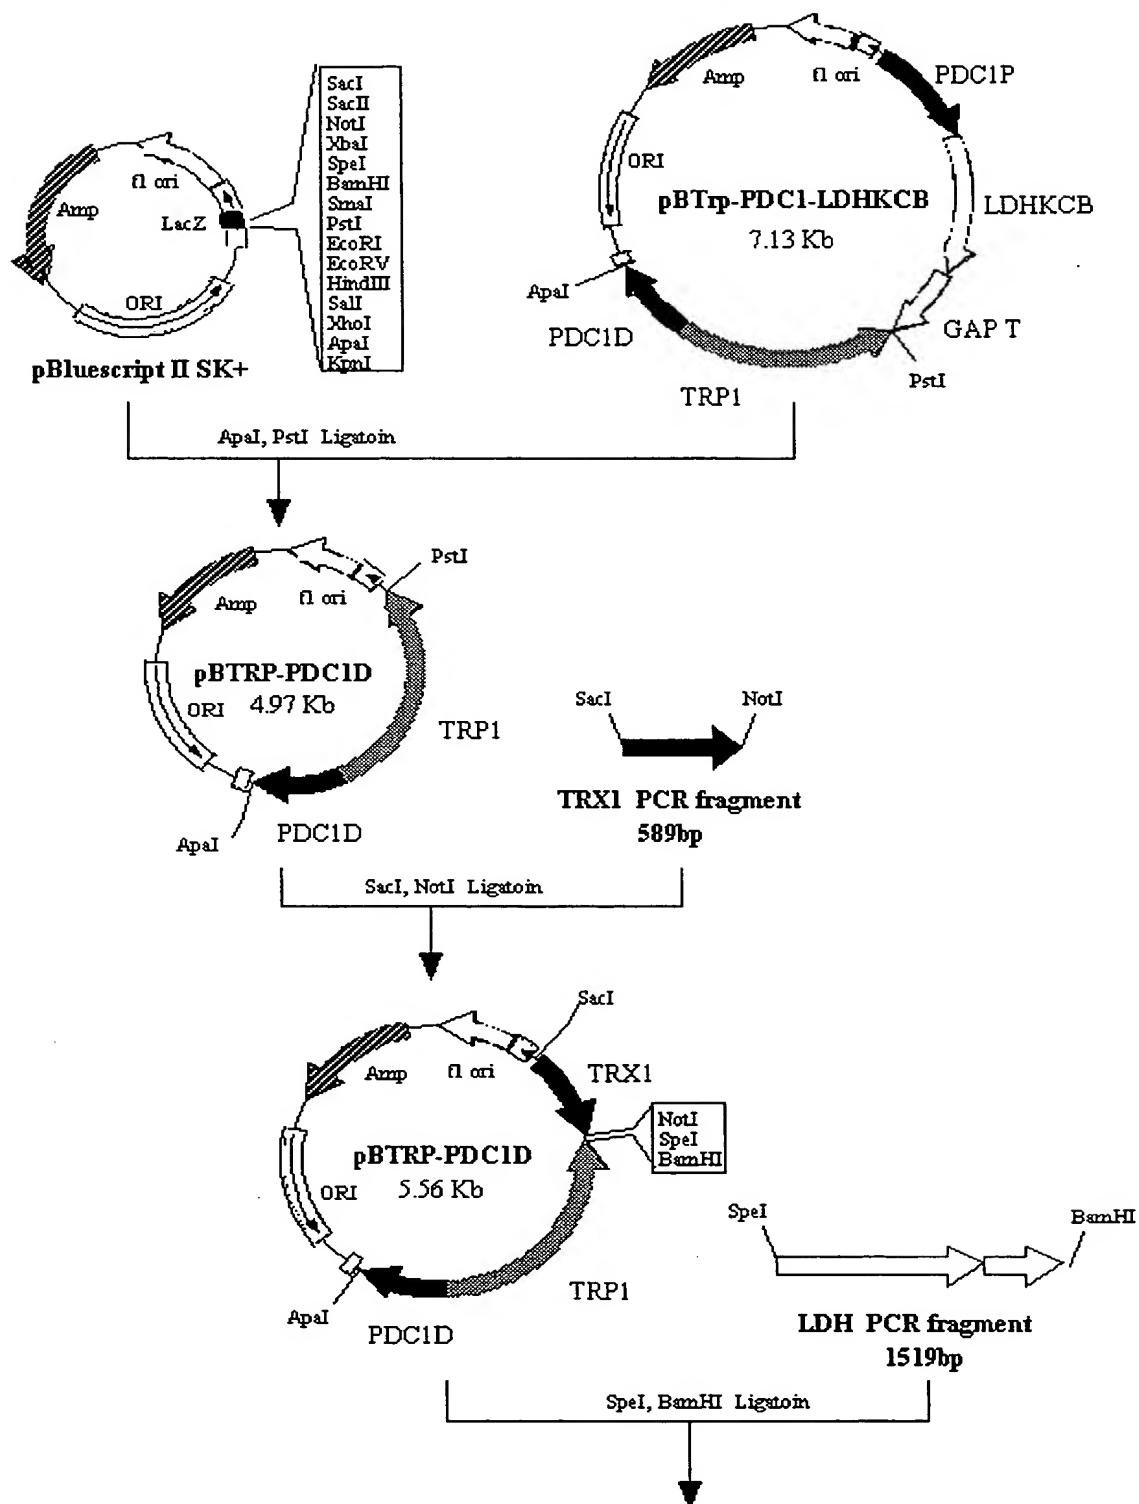 SacI
SacII
NotI
XbaI
SpeI
BamHI
SmaI
PstI
EcoRI
EcoRV
HindIII
SalI
XhoI
ApaI
KpnI
f1 ori
Amp
LacZ
ORI
pBluescript II SK+
Amp
f1 ori
PDC1P
ORI
pBTrp-PDC1-LDHKCB
7.13 Kb
LDHKCB
ApaI
PDC1D
GAP T
PstI
TRP1
ApaI, PstI Ligatoin
PstI
Amp
f1 ori
pBTRP-PDC1D
4.97 Kb
ORI
TRP1
ApaI
PDC1D
SacI
NotI
TRX1 PCR fragment
589bp
SacI, NotI Ligatoin
SacI
Amp
f1 ori
TRX1
NotI
SpeI
BamHI
pBTRP-PDC1D
5.56 Kb
ORI
TRP1
ApaI
PDC1D
SpeI
BamHI
LDH PCR fragment
1519bp
SpeI, BamHI Ligatoin